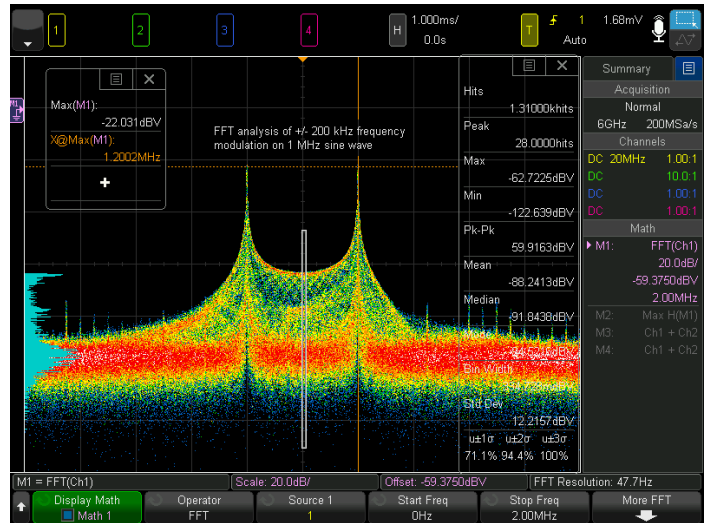 1
2
3
4
H
1.000ms/
0.0s
T
1
Auto
1.68mV
Max(M1):
-22.031dBV
X@Max(M1):
1.2002MHz
FFT analysis of +/- 200 kHz frequency
modulation on 1 MHz sine wave
Hits
1.31000khits
Peak
28.0000hits
Max
-62.7225dBV
Min
-122.639dBV
Pk-Pk
59.9163dBV
Mean
-88.2413dBV
Median
-91.8438dBV
Bin Width
Std Dev
12.2157dBV
u±1σ u±2σ u±3σ
71.1% 94.4% 100%
Summary
Acquisition
Normal
6GHz 200MSa/s
Channels
DC 20MHz 1.00:1
DC 10.0:1
DC 1.00:1
DC 1.00:1
Math
M1: FFT(Ch1)
20.0dB/
-59.3750dBV
2.00MHz
M2: Max H(M1)
M3: Ch1 + Ch2
M4: Ch1 + Ch2
M1 = FFT(Ch1)
Scale: 20.0dB/
Offset: -59.3750dBV
FFT Resolution: 47.7Hz
Display Math
Math 1
Operator
FFT
Source 1
1
Start Freq
0Hz
Stop Freq
2.00MHz
More FFT